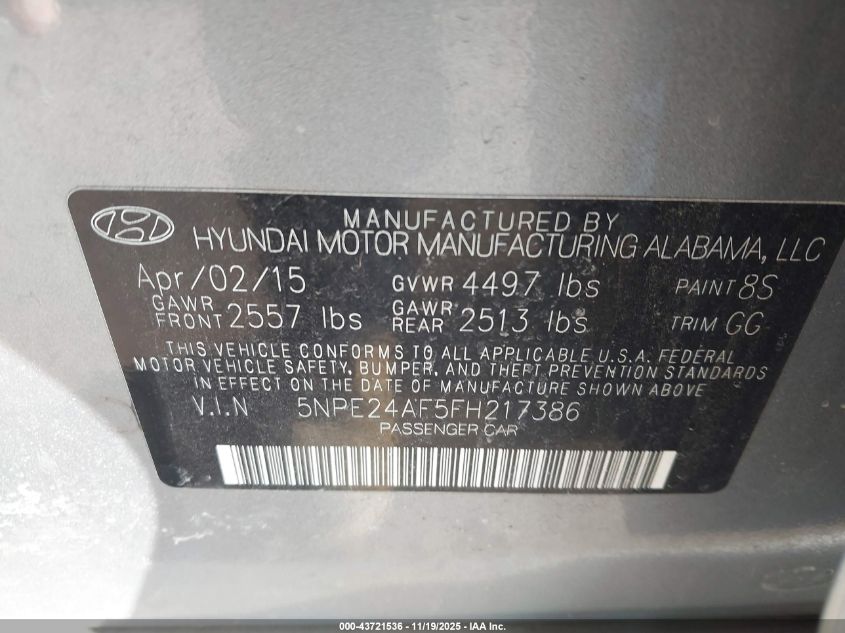 MANUFACTURED BY
HYUNDAI MOTOR MANUFACTURING ALABAMA, LLC
Apr/02/15 GVWR 4497 lbs PAINT 8S
GAWR FRONT 2557 lbs GAWR REAR 2513 lbs TRIM GG
THIS VEHICLE CONFORMS TO ALL APPLICABLE U.S.A. FEDERAL
MOTOR VEHICLE SAFETY, BUMPER, AND THEFT PREVENTION STANDARDS
IN EFFECT ON THE DATE OF MANUFACTURE SHOWN ABOVE
V.I.N 5NPE24AF5FH217386
PASSENGER CAR
000-43721536 - 11/19/2025 - IAA Inc.